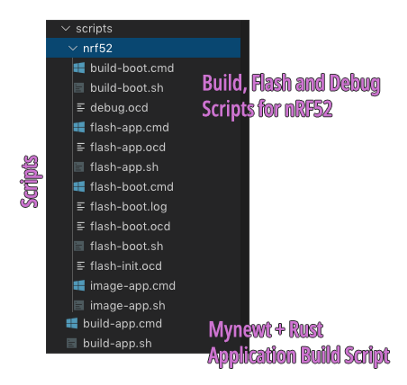 scripts
nrf52
build-boot.cmd
build-boot.sh
debug.ocd
flash-app.cmd
flash-app.ocd
flash-app.sh
flash-boot.cmd
flash-boot.log
flash-boot.ocd
flash-boot.sh
flash-init.ocd
image-app.cmd
image-app.sh
build-app.cmd
build-app.sh
Scripts
Build, Flash and Debug
Scripts for nRF52
Mynewt + Rust
Application Build Script